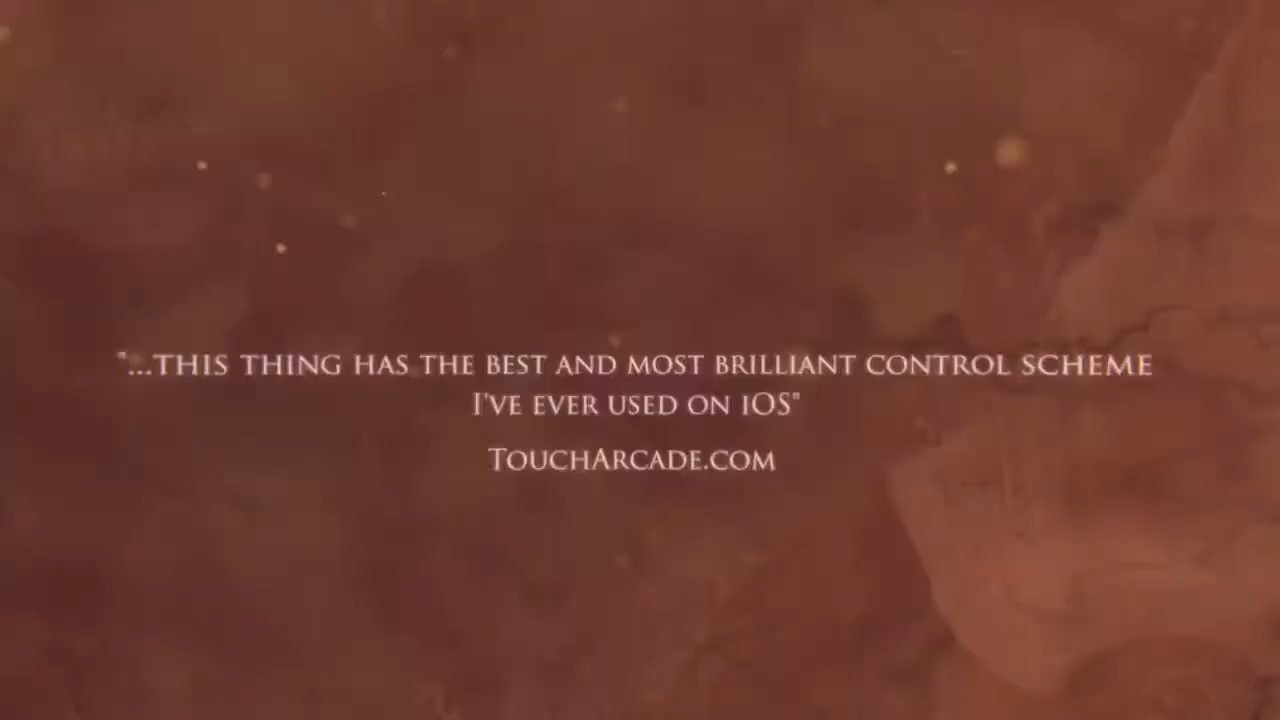 "...THIS THING HAS THE BEST AND MOST BRILLIANT CONTROL SCHEME
I'VE EVER USED ON IOS"
TOUCHARCADE.COM